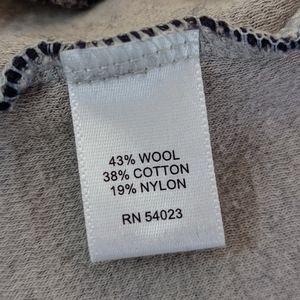 43% WOOL
38% COTTON
19% NYLON
RN 54023